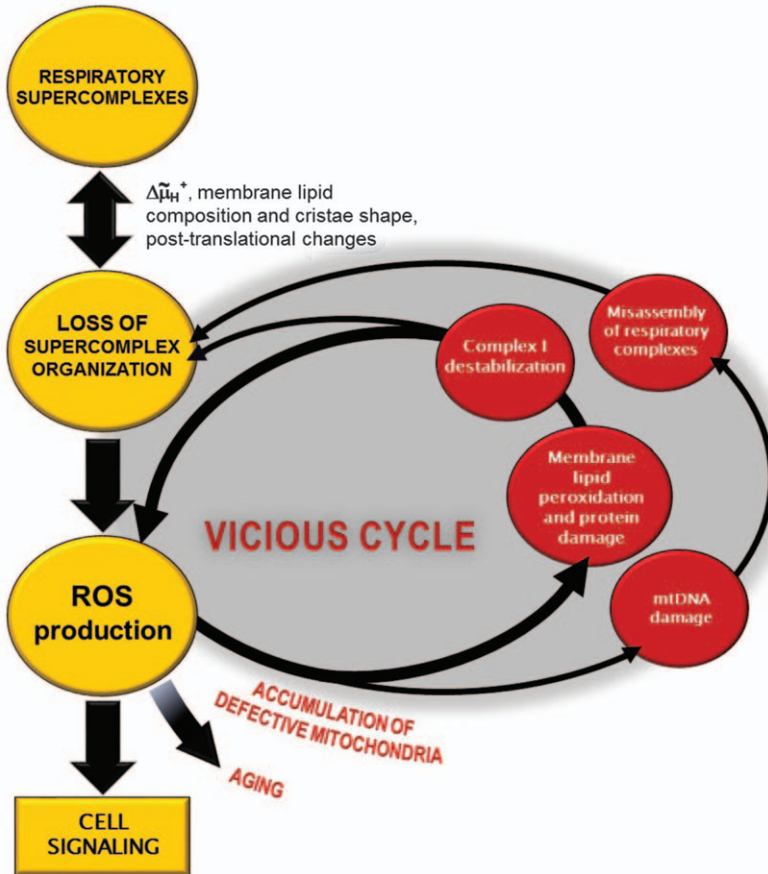 RESPIRATORY
SUPERCOMPLEXES
Δμ̃H⁺, membrane lipid
composition and cristae shape,
post-translational changes
LOSS OF
SUPERCOMPLEX
ORGANIZATION
Misassembly
of respiratory
complexes
Complex I
destabilization
Membrane
lipid
peroxidation
and protein
damage
VICIOUS CYCLE
mtDNA
damage
ROS
production
ACCUMULATION OF
DEFECTIVE MITOCHONDRIA
AGING
CELL
SIGNALING